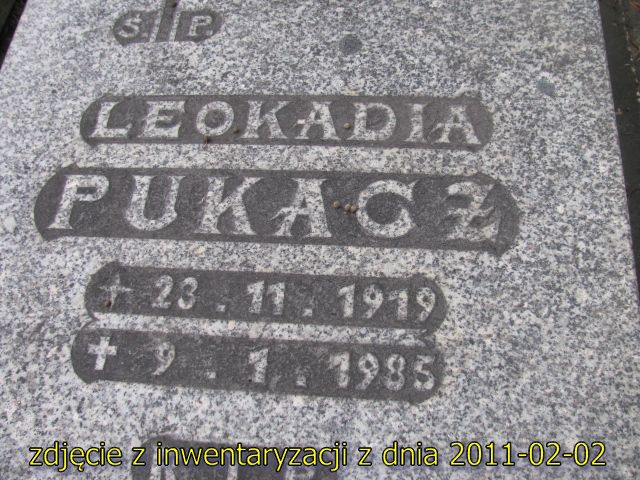 Ś † P.
LEOKADIA
PUKACZ
+ 23 . 11 . 1919
+ 9 . 1 . 1985
zdjęcie z inwentaryzacji z dnia 2011-02-02